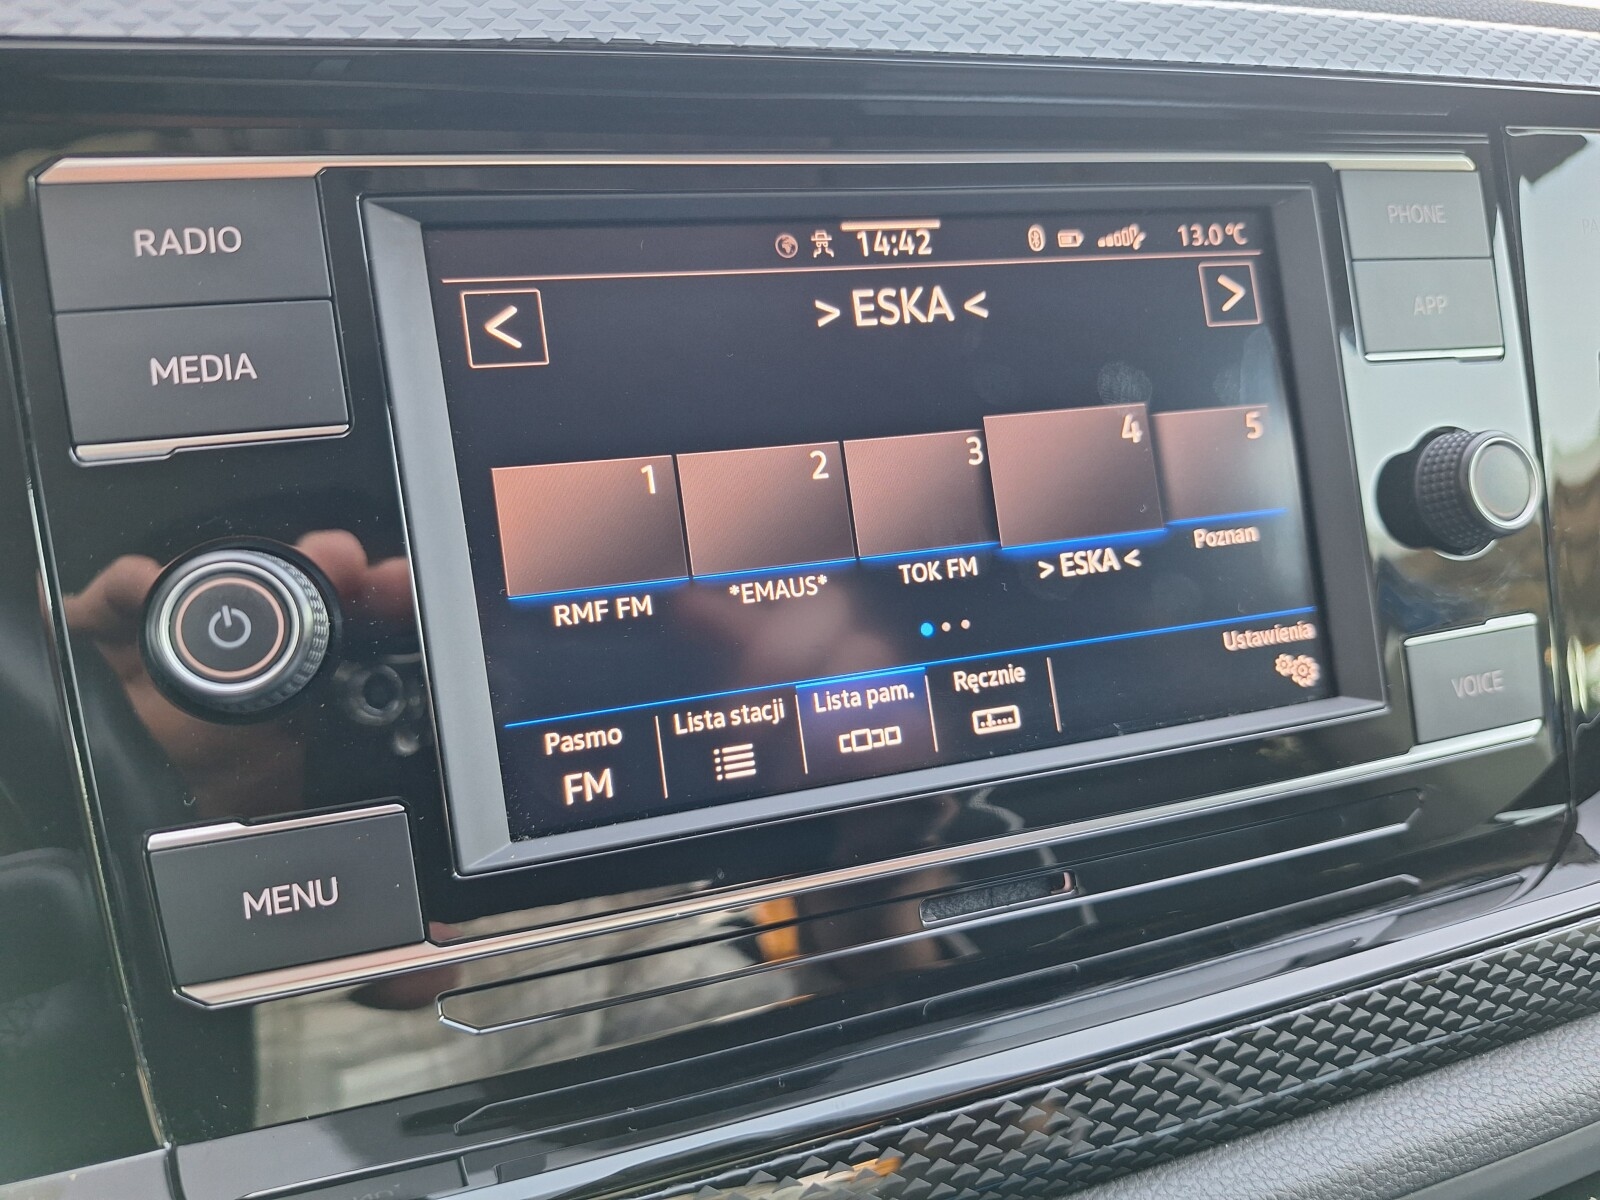 RADIO
MEDIA
MENU
14:42
13.0°C
<
> ESKA <
>
1
2
3
4
5
RMF FM
*EMAUS*
TOK FM
> ESKA <
Poznan
Pasmo
FM
Lista stacji
Lista pam.
Ręcznie
Ustawienia
PHONE
APP
VOICE